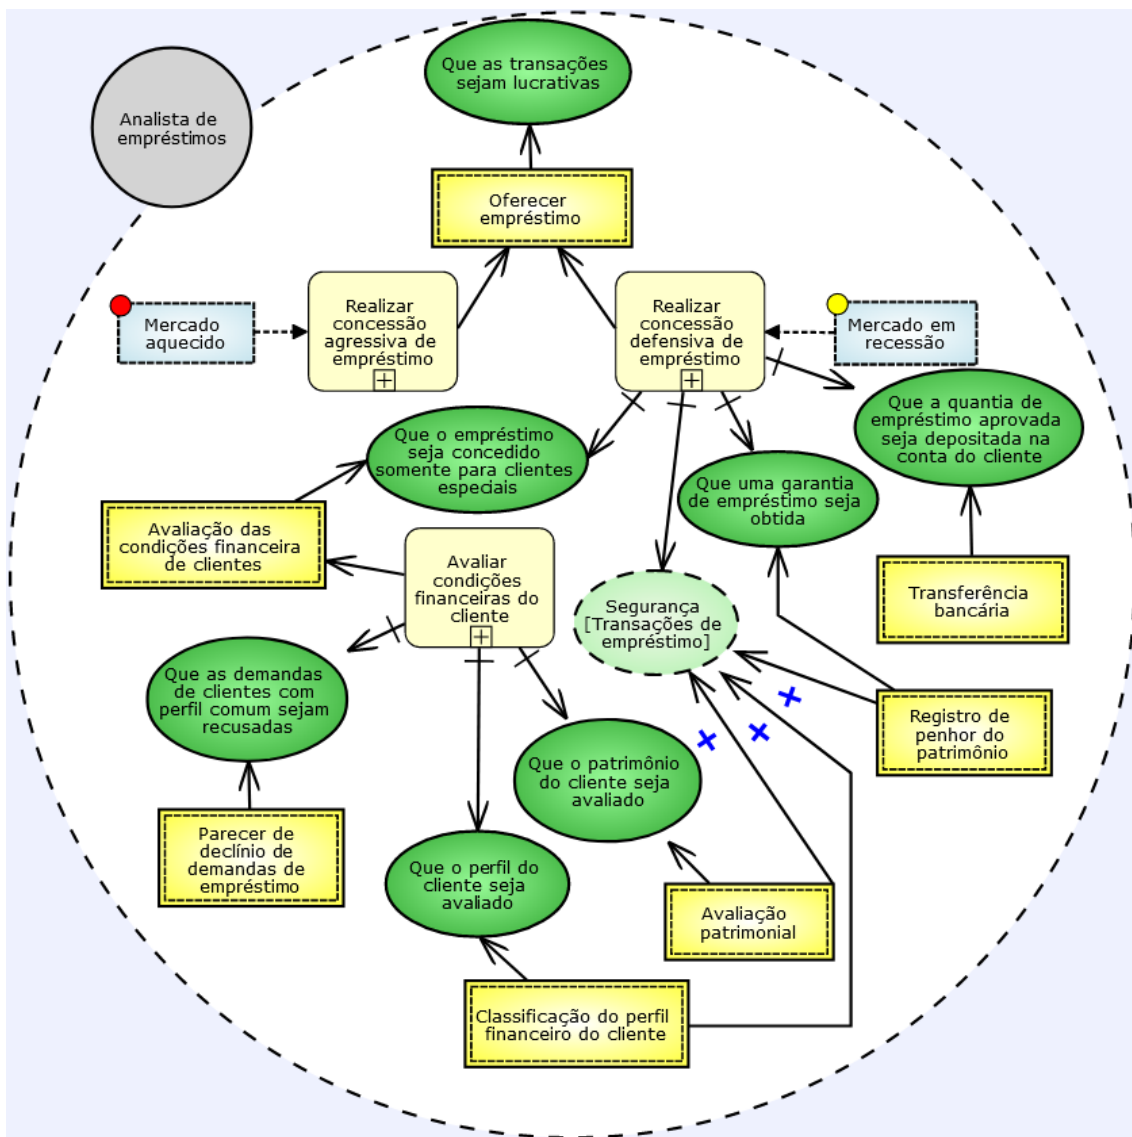 Que as transações
sejam lucrativas
Analista de
empréstimos
Oferecer
empréstimo
Mercado
aquecido
Realizar
concessão
agressiva de
empréstimo
Realizar
concessão
defensiva de
empréstimo
Mercado em
recessão
Que a quantia de
empréstimo aprovada
seja depositada na
conta do cliente
Que o empréstimo
seja concedido
somente para clientes
especiais
Que uma garantia
de empréstimo seja
obtida
Avaliação das
condições financeira
de clientes
Avaliar
condições
financeiras do
cliente
Segurança
[Transações de
empréstimo]
Transferência
bancária
Que as demandas
de clientes com
perfil comum sejam
recusadas
Registro de
penhor do
patrimônio
Que o patrimônio
do cliente seja
avaliado
Parecer de
declínio de
demandas de
empréstimo
Que o perfil do
cliente seja
avaliado
Avaliação
patrimonial
Classificação do perfil
financeiro do cliente